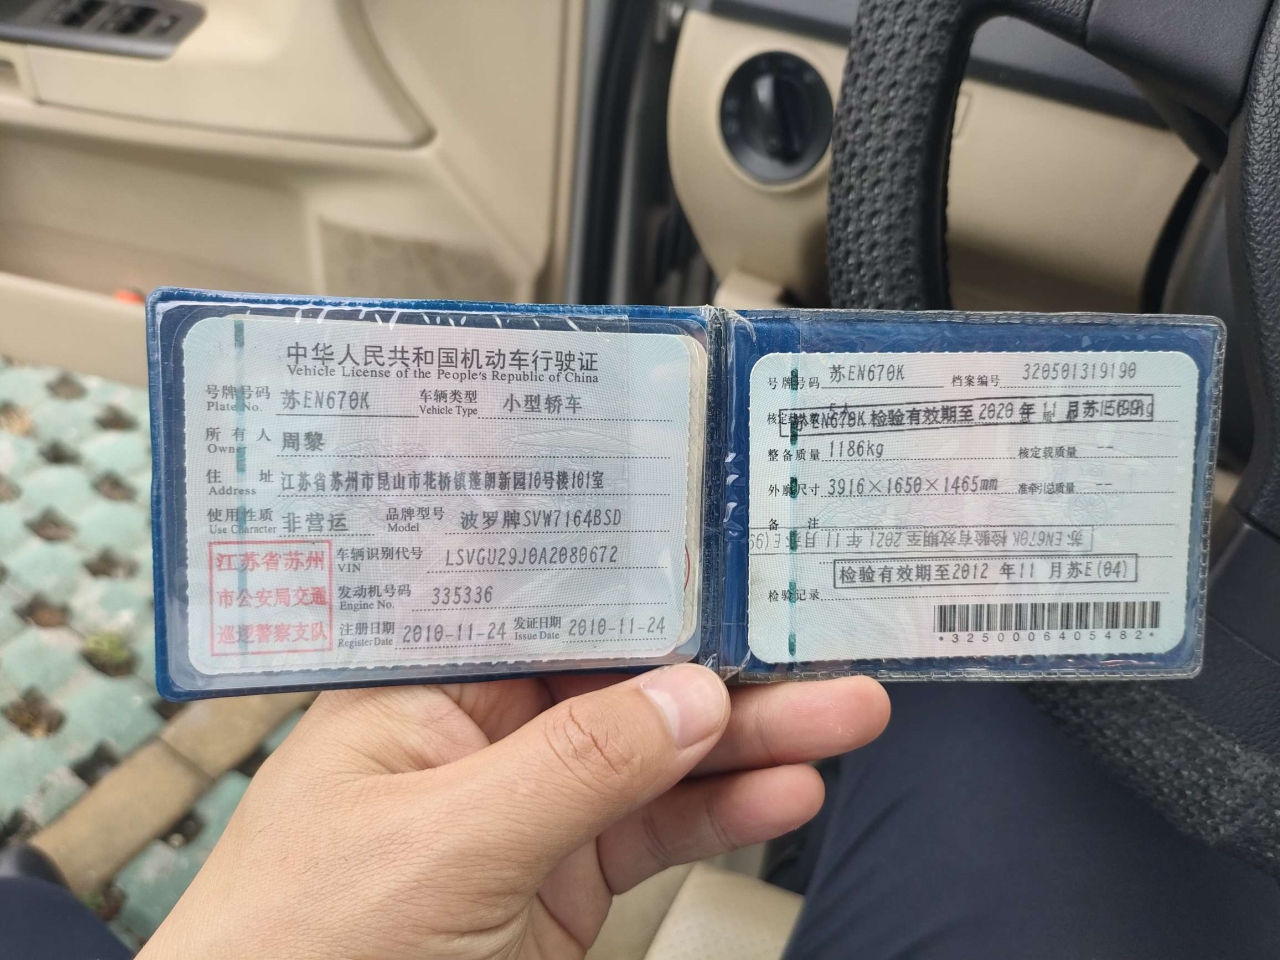 中华人民共和国机动车行驶证
Vehicle License of the People's Republic of China
号牌号码 苏EN670K 车辆类型 小型轿车
Plate No. Vehicle Type
所有人 周黎
Owner
住址 江苏省苏州市昆山市花桥镇蓬朗新园10号楼101室
Address
使用性质 非营运 品牌型号 波罗牌SVW7164BSD
Use Character Model
江苏省苏州
市公安局交通
巡逻警察支队
车辆识别代号 LSVGU29J0A2080672
VIN
发动机号码 335336
Engine No.
注册日期 2010-11-24 发证日期 2010-11-24
Register Date Issue Date
号牌号码 苏EN670K 档案编号 320501319190
苏EN670K 检验有效期至2020年11月苏E(99)
整备质量 1186kg 核定载质量 --
外廓尺寸 3916×1650×1465mm 准牵引总质量 --
备注
苏EN670K 检验有效期至2021年11月苏E(99)
检验有效期至2012 年11 月苏E(04)
检验记录
*3250006405482*